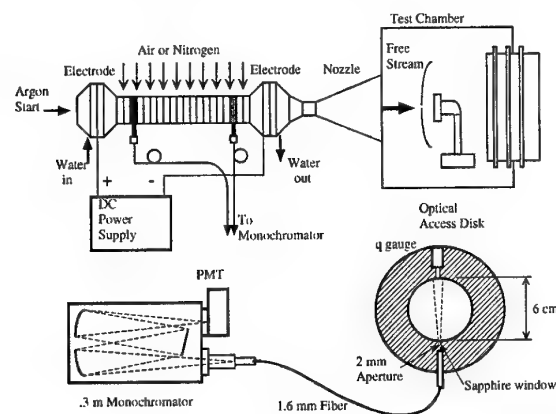 Test Chamber
Air or Nitrogen
Free
Stream
Electrode
Electrode
Nozzle
Argon
Start
Water
in
+
-
Water
out
DC
Power
Supply
To
Monochromator
Optical
Access Disk
q gauge
PMT
6 cm
2 mm
Aperture
Sapphire window
.3 m Monochromator
1.6 mm Fiber